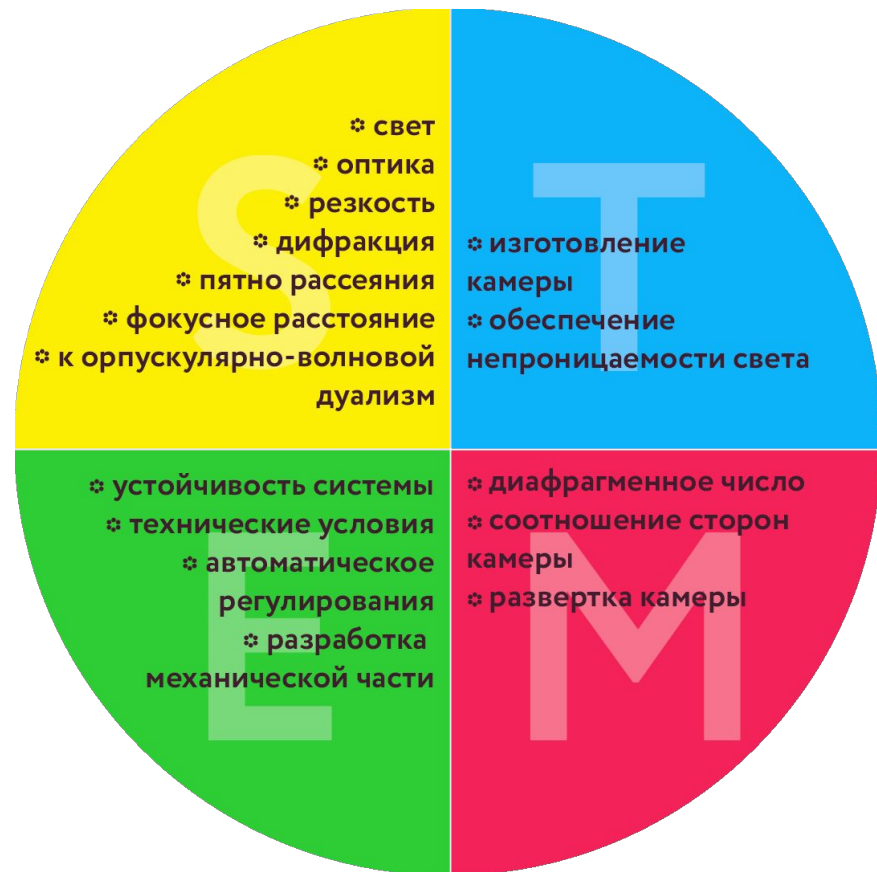 S
❁ свет
❁ оптика
❁ резкость
❁ дифракция
❁ пятно рассеяния
❁ фокусное расстояние
❁ к орпускулярно-волновой
дуализм
T
❁ изготовление
камеры
❁ обеспечение
непроницаемости света
E
❁ устойчивость системы
❁ технические условия
❁ автоматическое
регулирования
❁ разработка
механической части
M
❁ диафрагменное число
❁ соотношение сторон
камеры
❁ развертка камеры